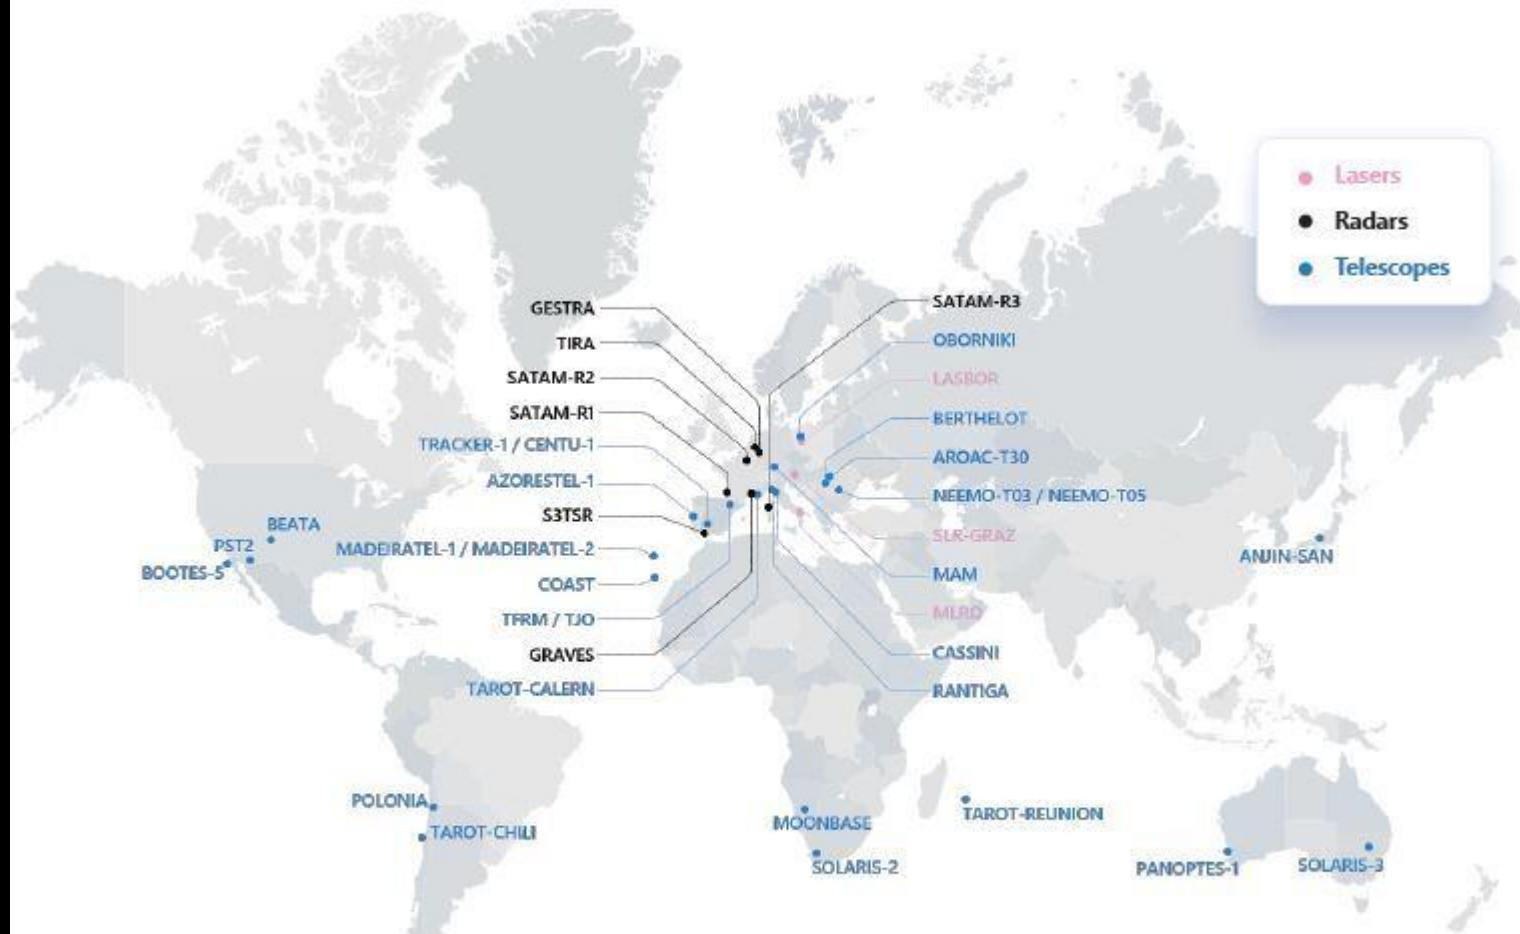 Lasers
Radars
Telescopes
GESTRA
TIRA
SATAM-R2
SATAM-R1
TRACKER-1 / CENTU-1
AZORESTEL-1
S3TSR
MADEIRATEL-1 / MADEIRATEL-2
COAST
TFRM / TJO
GRAVES
TAROT-CALERN
SATAM-R3
OBORNIKI
LASBOR
BERTHELOT
AROAC-T30
NEEMO-T03 / NEEMO-T05
SLR-GRAZ
MAM
MLRO
CASSINI
RANTIGA
BEATA
PST2
BOOTES-5
ANJIN-SAN
POLONIA
TAROT-CHILI
MOONBASE
SOLARIS-2
TAROT-REUNION
PANOPTES-1
SOLARIS-3